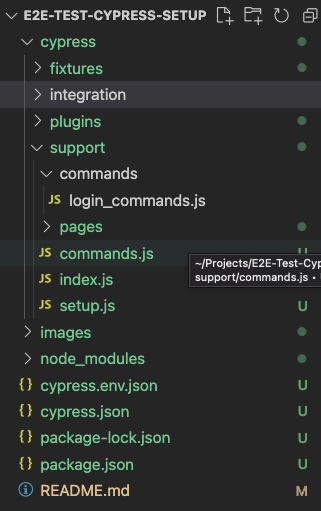 E2E-TEST-CYPRESS-SETUP
cypress
fixtures
integration
plugins
support
commands
JS login_commands.js
pages
JS commands.js
~/Projects/E2E-Test-Cyp
JS index.js
support/commands.js •
JS setup.js U
images
node_modules
{} cypress.env.json U
{} cypress.json U
{} package-lock.json U
{} package.json U
README.md M